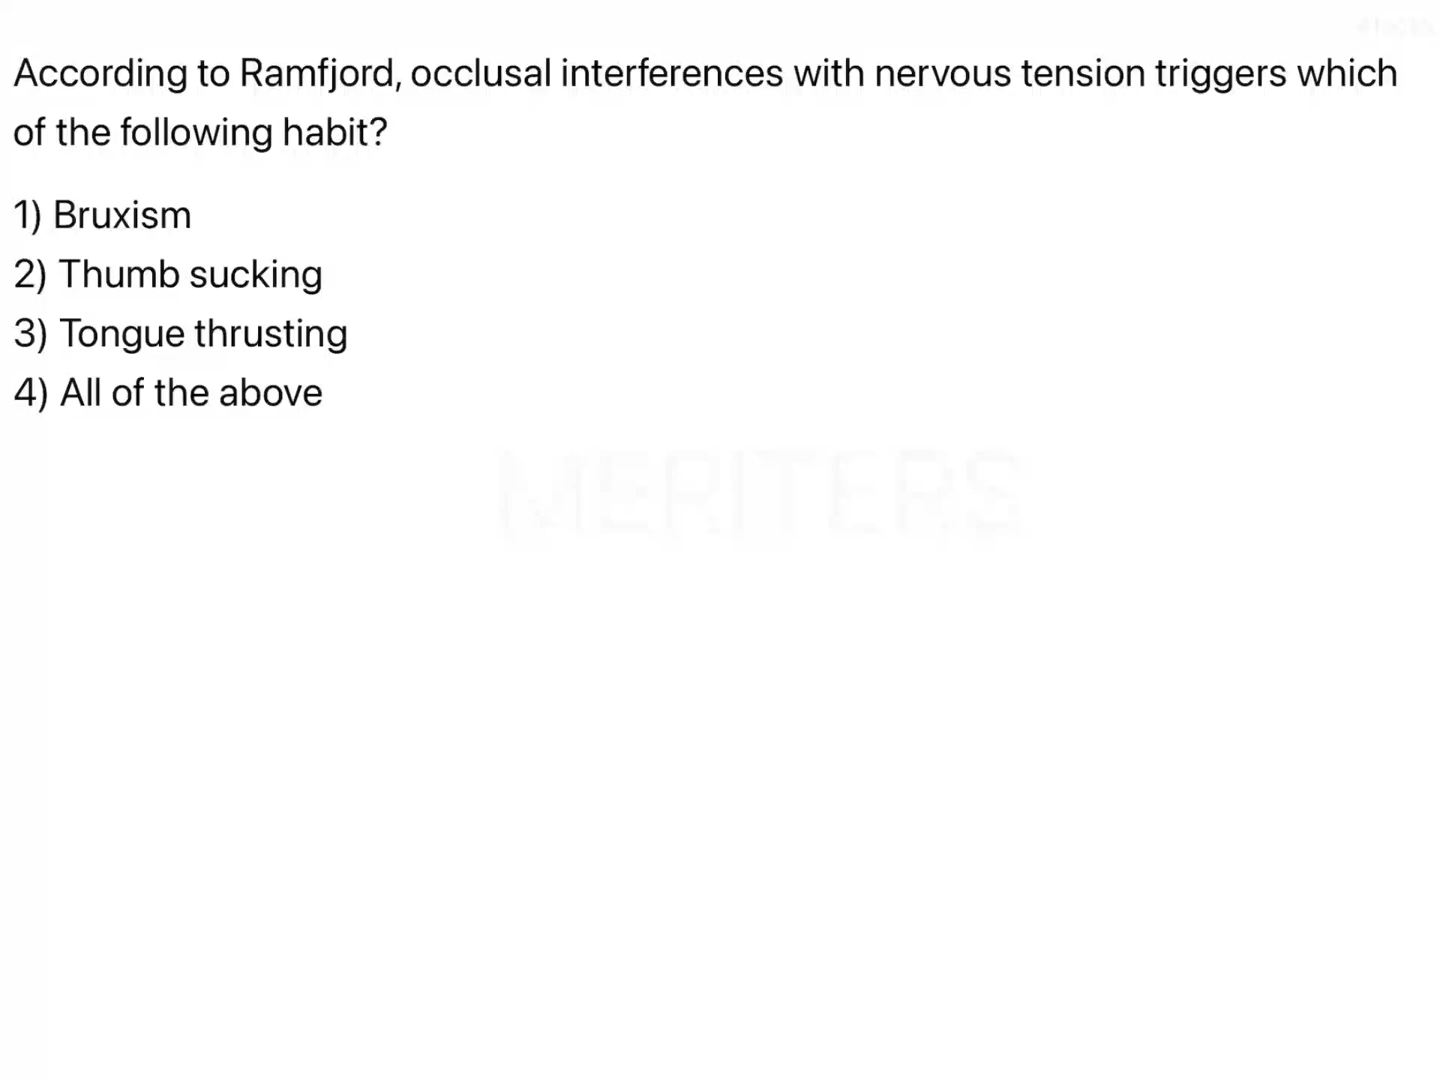 According to Ramfjord, occlusal interferences with nervous tension triggers which
of the following habit?
1) Bruxism
2) Thumb sucking
3) Tongue thrusting
4) All of the above
MERITERS